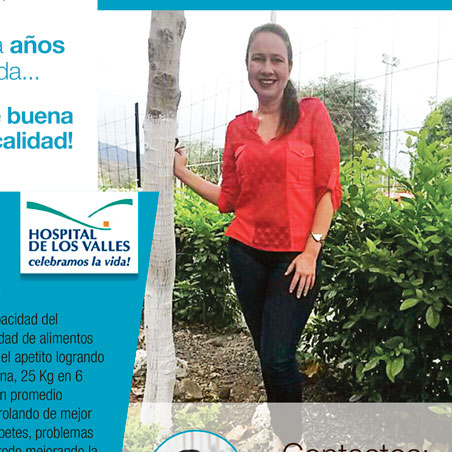 a años
da...
e buena
calidad!
HOSPITAL
DE LOS VALLES
celebramos la vida!
pacidad del
dad de alimentos
el apetito logrando
na, 25 Kg en 6
n promedio
rolando de mejor
betes, problemas
Contactos: